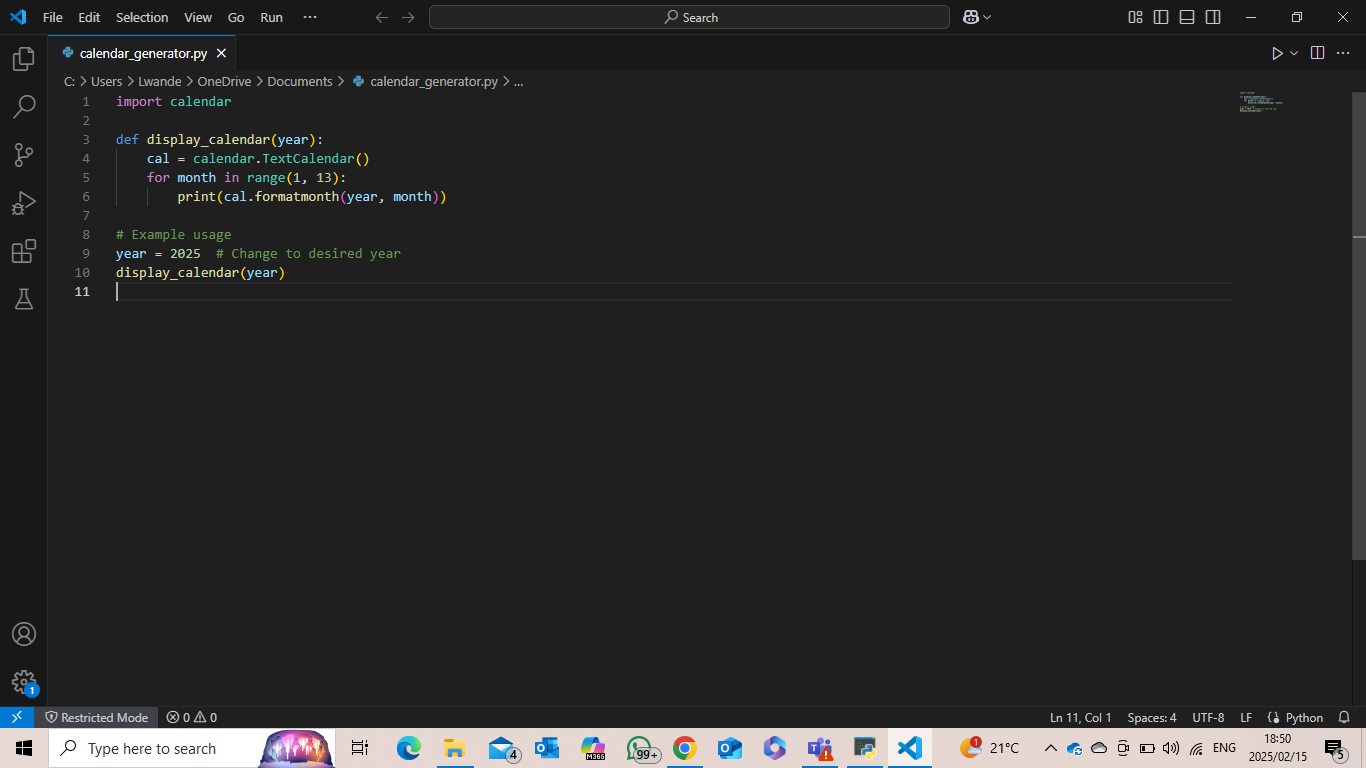 File Edit Selection View Go Run ···
Search
calendar_generator.py
C: > Users > Lwande > OneDrive > Documents > calendar_generator.py > ...
1 import calendar
2
3 def display_calendar(year):
4     cal = calendar.TextCalendar()
5     for month in range(1, 13):
6         print(cal.formatmonth(year, month))
7
8 # Example usage
9 year = 2025  # Change to desired year
10 display_calendar(year)
11
1
Restricted Mode 0 0 Ln 11, Col 1 Spaces: 4 UTF-8 LF Python
Type here to search 4 M365 99+ 1 21°C ENG 18:50
2025/02/15 5